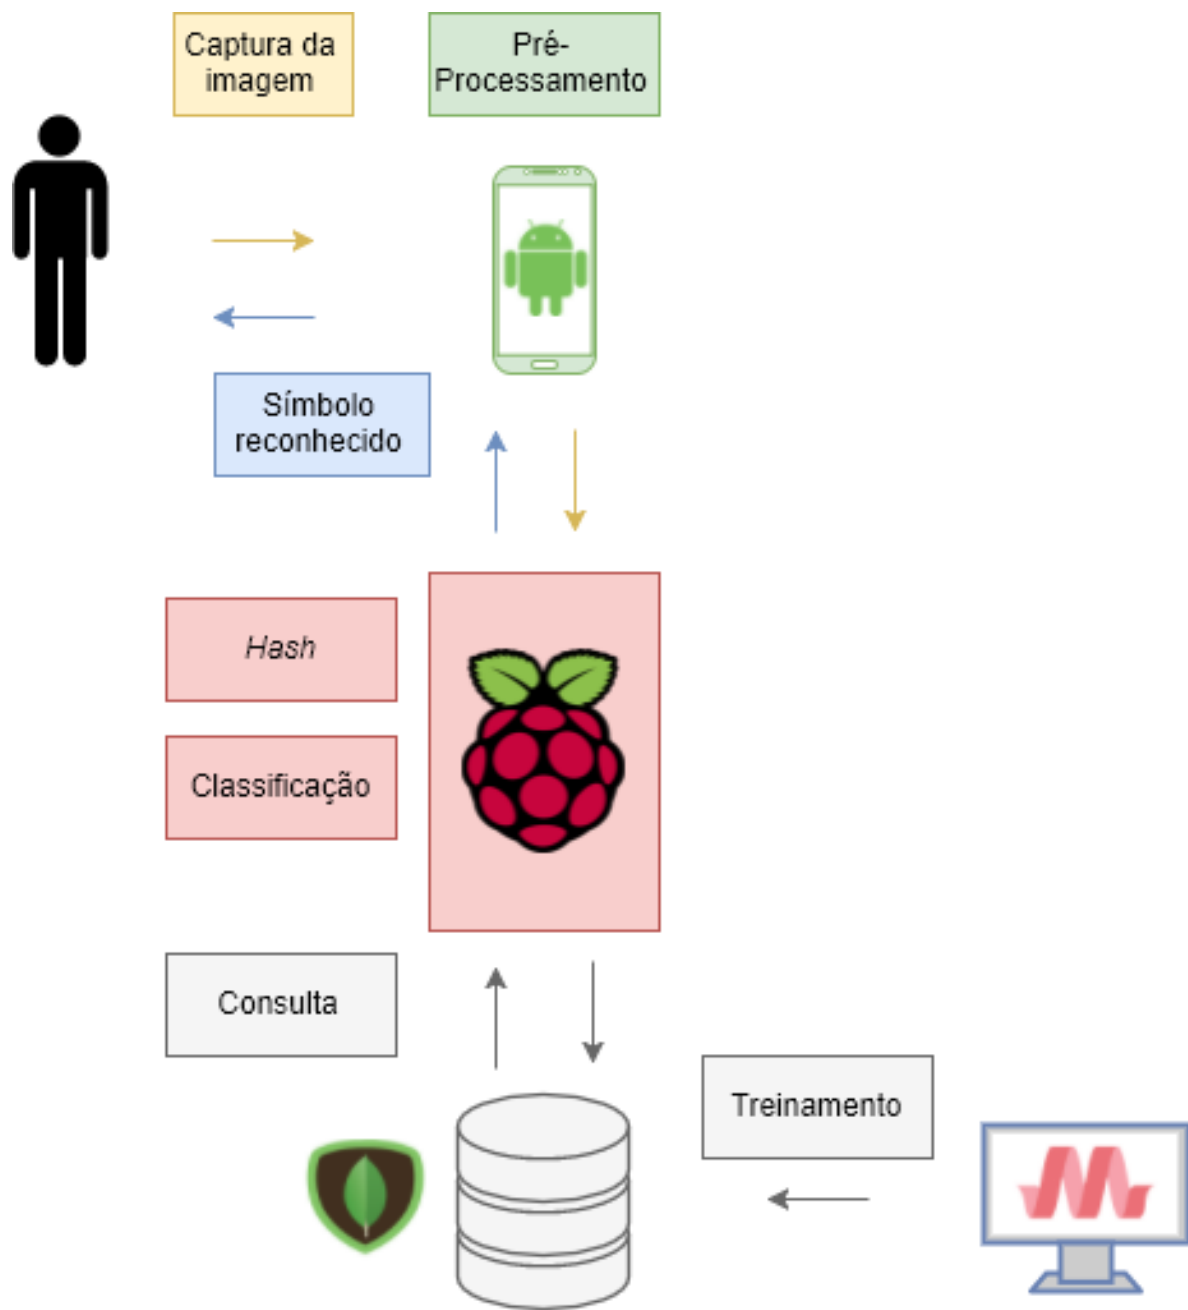 Captura da
imagem
Pré-
Processamento
Símbolo
reconhecido
Hash
Classificação
Consulta
Treinamento